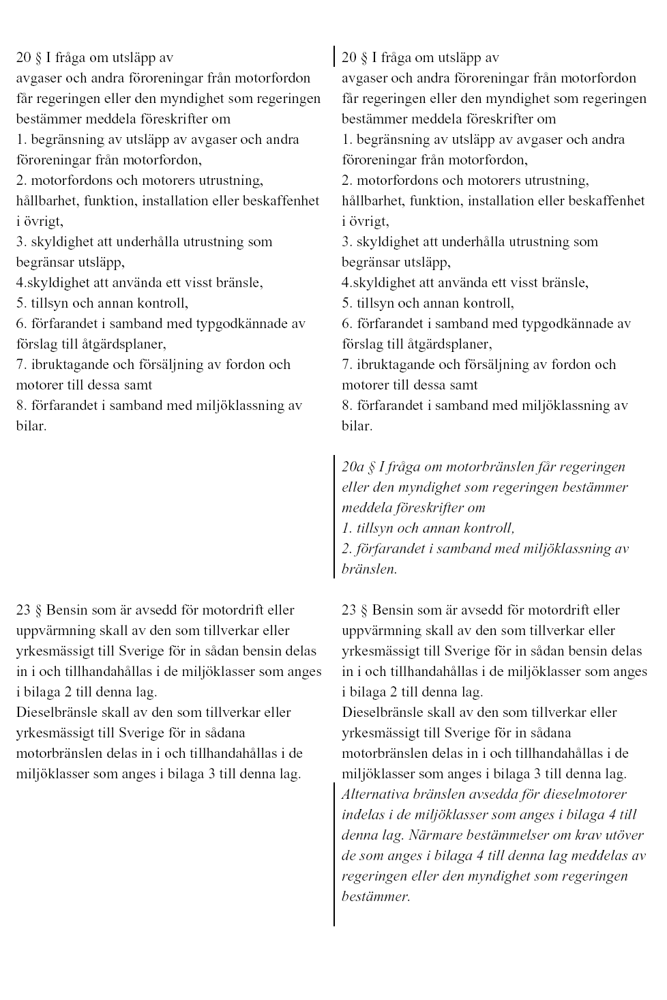 20 § I fråga om utsläpp av
avgaser och andra föroreningar från motorfordon
får regeringen eller den myndighet som regeringen
bestämmer meddela föreskrifter om
1. begränsning av utsläpp av avgaser och andra
föroreningar från motorfordon,
2. motorfordons och motorers utrustning,
hållbarhet, funktion, installation eller beskaffenhet
i övrigt,
3. skyldighet att underhålla utrustning som
begränsar utsläpp,
4.skyldighet att använda ett visst bränsle,
5. tillsyn och annan kontroll,
6. förfarandet i samband med typgodkännade av
förslag till åtgärdsplaner,
7. ibruktagande och försäljning av fordon och
motorer till dessa samt
8. förfarandet i samband med miljöklassning av
bilar.
23 § Bensin som är avsedd för motordrift eller
uppvärmning skall av den som tillverkar eller
yrkesmässigt till Sverige för in sådan bensin delas
in i och tillhandahållas i de miljöklasser som anges
i bilaga 2 till denna lag.
Dieselbränsle skall av den som tillverkar eller
yrkesmässigt till Sverige för in sådana
motorbränslen delas in i och tillhandahållas i de
miljöklasser som anges i bilaga 3 till denna lag.
20 § I fråga om utsläpp av
avgaser och andra föroreningar från motorfordon
får regeringen eller den myndighet som regeringen
bestämmer meddela föreskrifter om
1. begränsning av utsläpp av avgaser och andra
föroreningar från motorfordon,
2. motorfordons och motorers utrustning,
hållbarhet, funktion, installation eller beskaffenhet
i övrigt,
3. skyldighet att underhålla utrustning som
begränsar utsläpp,
4.skyldighet att använda ett visst bränsle,
5. tillsyn och annan kontroll,
6. förfarandet i samband med typgodkännade av
förslag till åtgärdsplaner,
7. ibruktagande och försäljning av fordon och
motorer till dessa samt
8. förfarandet i samband med miljöklassning av
bilar.
20a § I fråga om motorbränslen får regeringen
eller den myndighet som regeringen bestämmer
meddela föreskrifter om
1. tillsyn och annan kontroll,
2. förfarandet i samband med miljöklassning av
bränslen.
23 § Bensin som är avsedd för motordrift eller
uppvärmning skall av den som tillverkar eller
yrkesmässigt till Sverige för in sådan bensin delas
in i och tillhandahållas i de miljöklasser som anges
i bilaga 2 till denna lag.
Dieselbränsle skall av den som tillverkar eller
yrkesmässigt till Sverige för in sådana
motorbränslen delas in i och tillhandahållas i de
miljöklasser som anges i bilaga 3 till denna lag.
Alternativa bränslen avsedda för dieselmotorer
indelas i de miljöklasser som anges i bilaga 4 till
denna lag. Närmare bestämmelser om krav utöver
de som anges i bilaga 4 till denna lag meddelas av
regeringen eller den myndighet som regeringen
bestämmer.